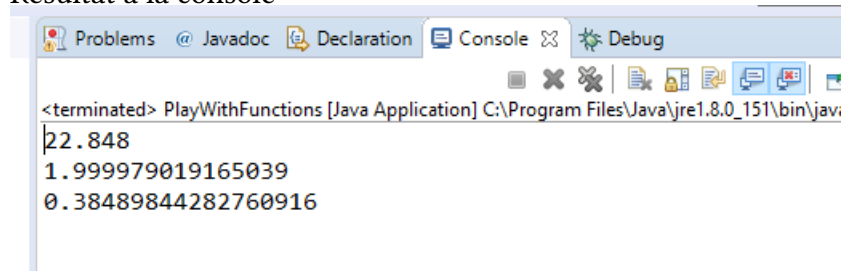 Résultat à la console
Problems @ Javadoc Declaration Console Debug
<terminated> PlayWithFunctions [Java Application] C:\Program Files\Java\jre1.8.0_151\bin\java
22.848
1.999979019165039
0.38489844282760916